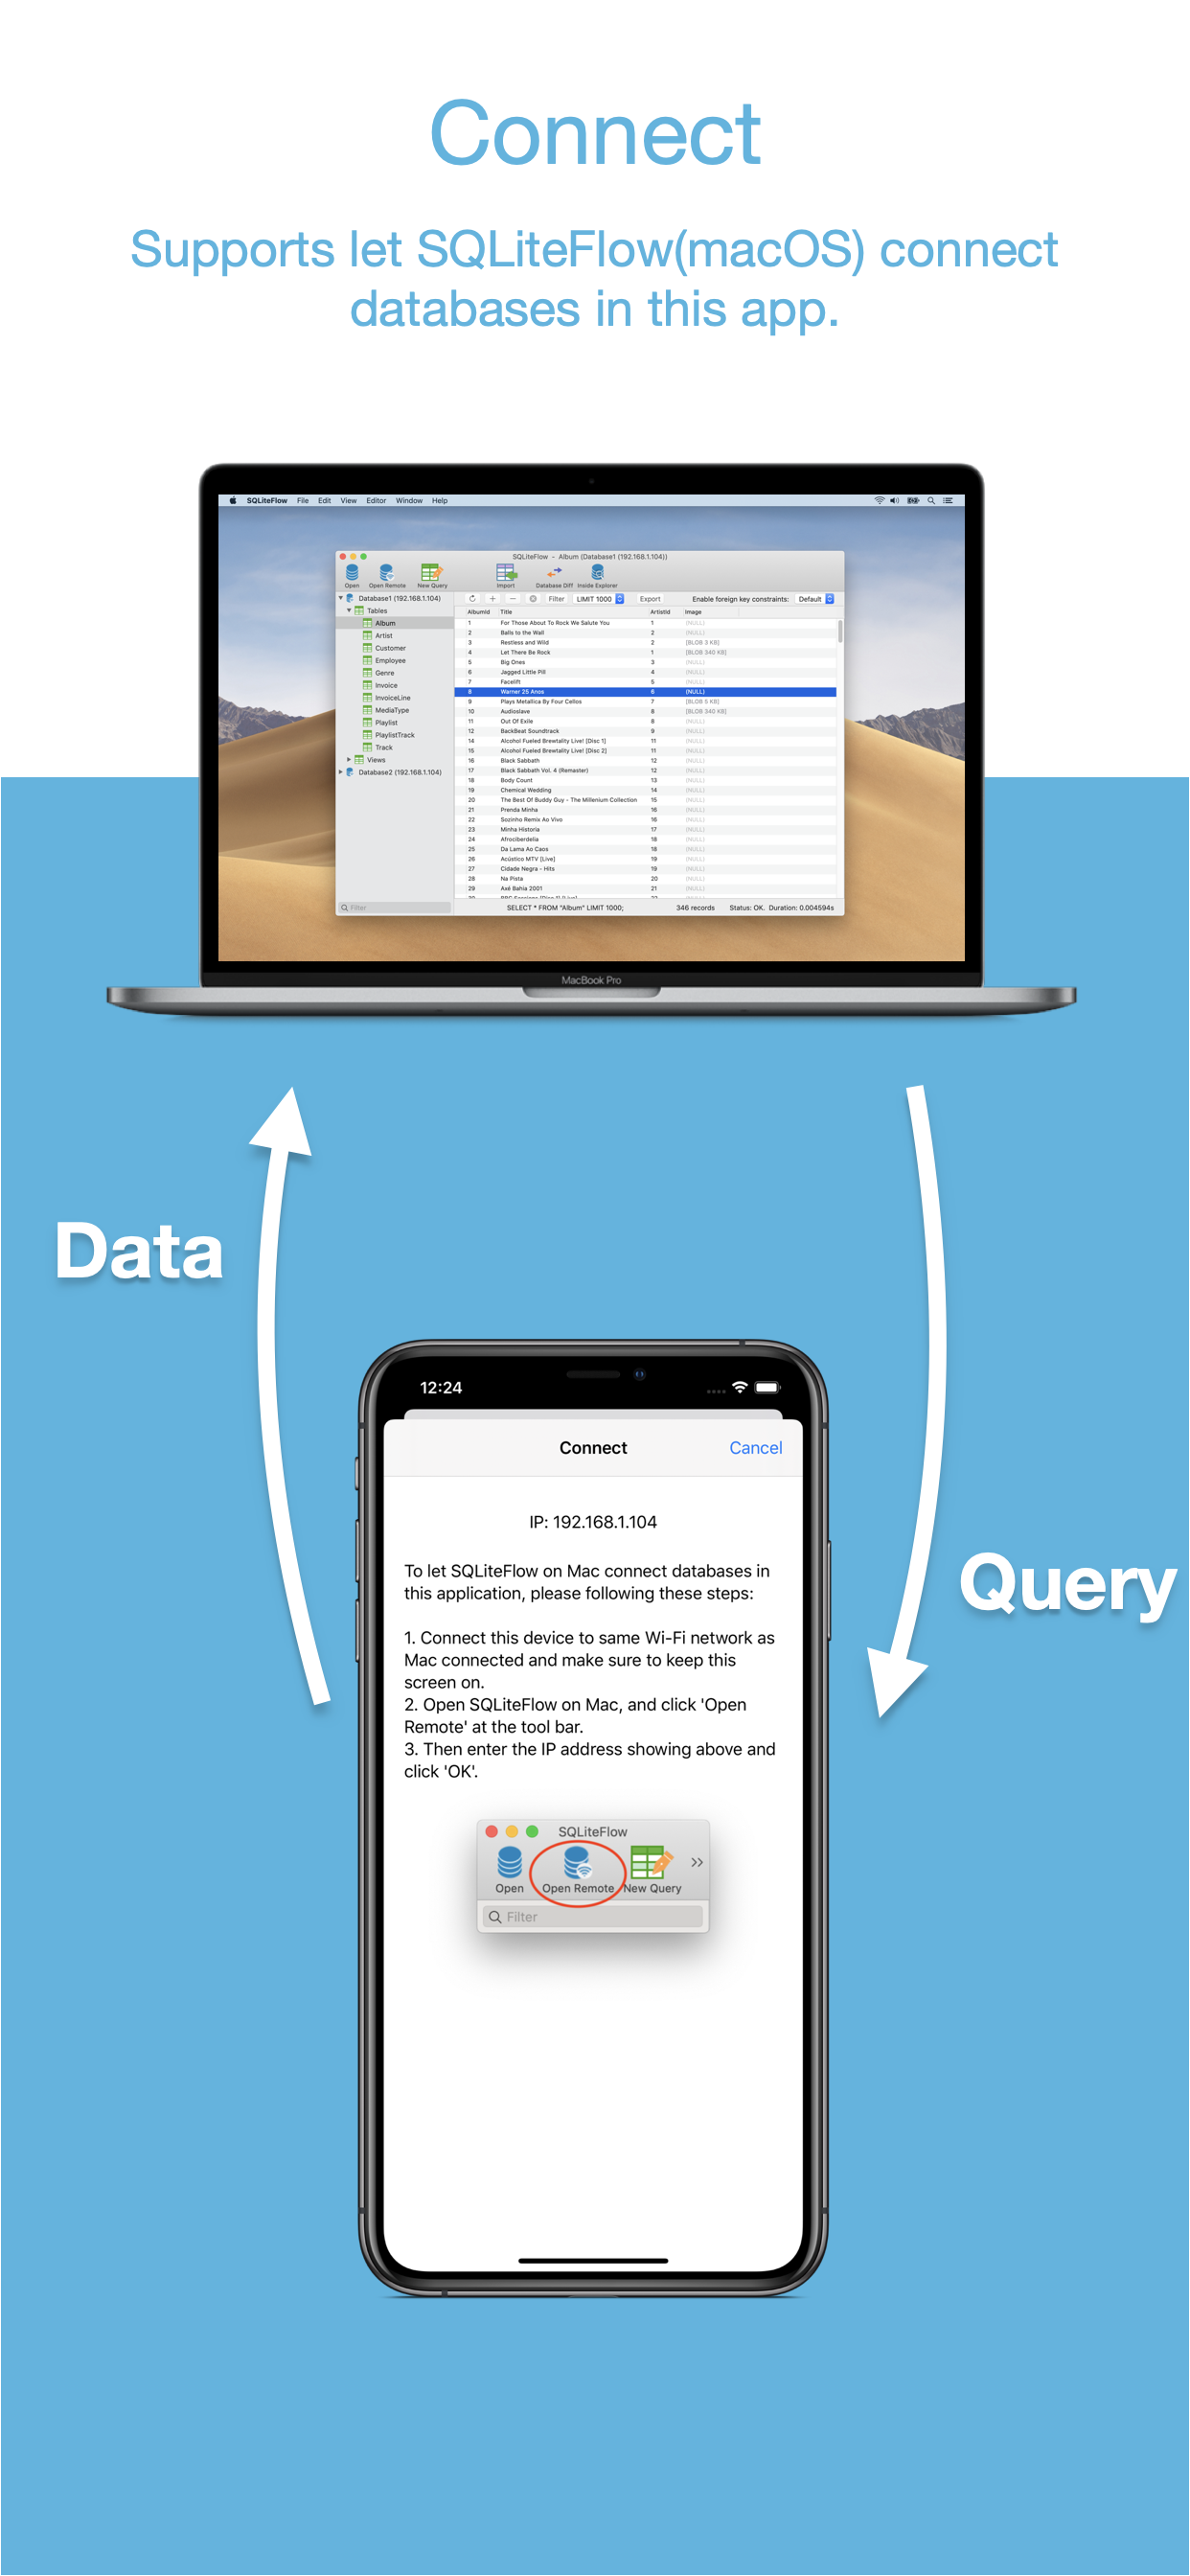 Connect
Supports let SQLiteFlow(macOS) connect
databases in this app.
SQLiteFlow File Edit View Editor Window Help
SQLiteFlow - Album (Database1 (192.168.1.104))
Open Open Remote New Query Import Database Diff Inside Explorer
Database1 (192.168.1.104)
Tables
Album
Artist
Customer
Employee
Genre
Invoice
InvoiceLine
MediaType
Playlist
PlaylistTrack
Track
Views
Database2 (192.168.1.104)
Filter
Filter LIMIT 1000 Export Enable foreign key constraints: Default
AlbumId Title ArtistId Image
1 For Those About To Rock We Salute You 1 (NULL)
2 Balls to the Wall 2 (NULL)
3 Restless and Wild 2 [BLOB 3 KB]
4 Let There Be Rock 1 [BLOB 340 KB]
5 Big Ones 3 (NULL)
6 Jagged Little Pill 4 (NULL)
7 Facelift 5 (NULL)
8 Warner 25 Anos 6 (NULL)
9 Plays Metallica By Four Cellos 7 [BLOB 5 KB]
10 Audioslave 8 [BLOB 340 KB]
11 Out Of Exile 8 (NULL)
12 BackBeat Soundtrack 9 (NULL)
14 Alcohol Fueled Brewtality Live! [Disc 1] 11 (NULL)
15 Alcohol Fueled Brewtality Live! [Disc 2] 11 (NULL)
16 Black Sabbath 12 (NULL)
17 Black Sabbath Vol. 4 (Remaster) 12 (NULL)
18 Body Count 13 (NULL)
19 Chemical Wedding 14 (NULL)
20 The Best Of Buddy Guy - The Millenium Collection 15 (NULL)
21 Prenda Minha 16 (NULL)
22 Sozinho Remix Ao Vivo 16 (NULL)
23 Minha Historia 17 (NULL)
24 Afrociberdelia 18 (NULL)
25 Da Lama Ao Caos 18 (NULL)
26 Acústico MTV [Live] 19 (NULL)
27 Cidade Negra - Hits 19 (NULL)
28 Na Pista 20 (NULL)
29 Axé Bahia 2001 21 (NULL)
SELECT * FROM "Album" LIMIT 1000; 346 records Status: OK. Duration: 0.004594s
MacBook Pro
Data
Query
12:24
Connect Cancel
IP: 192.168.1.104
To let SQLiteFlow on Mac connect databases in
this application, please following these steps:
1. Connect this device to same Wi-Fi network as
Mac connected and make sure to keep this
screen on.
2. Open SQLiteFlow on Mac, and click 'Open
Remote' at the tool bar.
3. Then enter the IP address showing above and
click 'OK'.
SQLiteFlow
Open Open Remote New Query
Filter